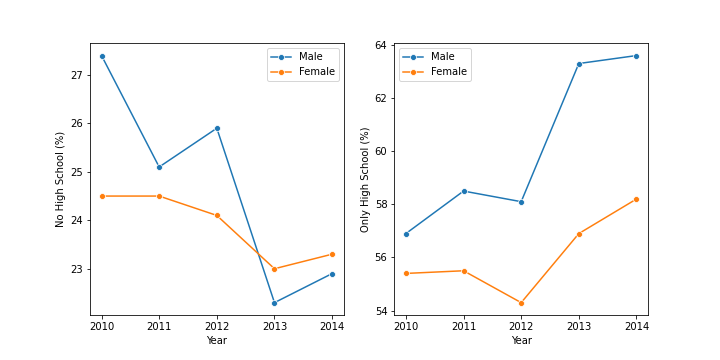 Male
Female
27
26
25
24
23
No High School (%)
2010 2011 2012 2013 2014
Year
Male
Female
64
62
60
58
56
54
Only High School (%)
2010 2011 2012 2013 2014
Year